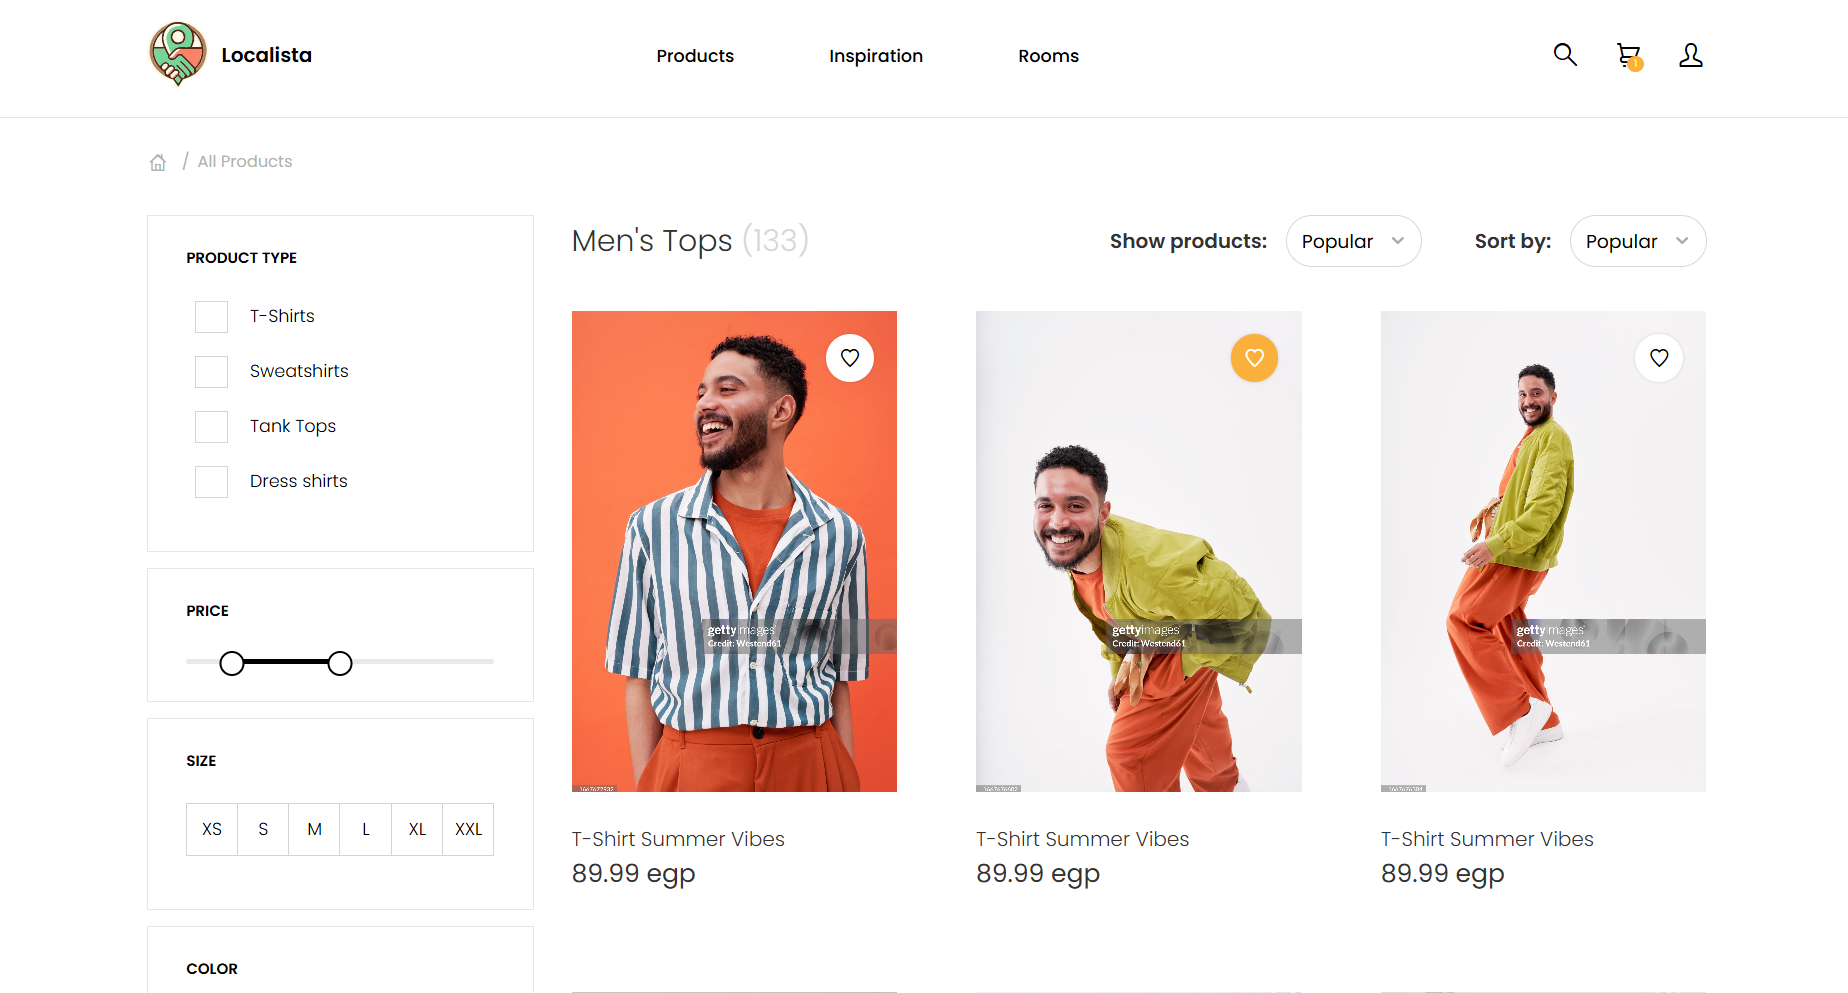 Localista
Products
Inspiration
Rooms
1
/ All Products
PRODUCT TYPE
T-Shirts
Sweatshirts
Tank Tops
Dress shirts
PRICE
SIZE
XS S M L XL XXL
COLOR
Men's Tops (133)
Show products: Popular
Sort by: Popular
gettyimages
Credit: Westend61
T-Shirt Summer Vibes
89.99 egp
gettyimages
Credit: Westend61
1667676602
T-Shirt Summer Vibes
89.99 egp
gettyimages
Credit: Westend61
T-Shirt Summer Vibes
89.99 egp